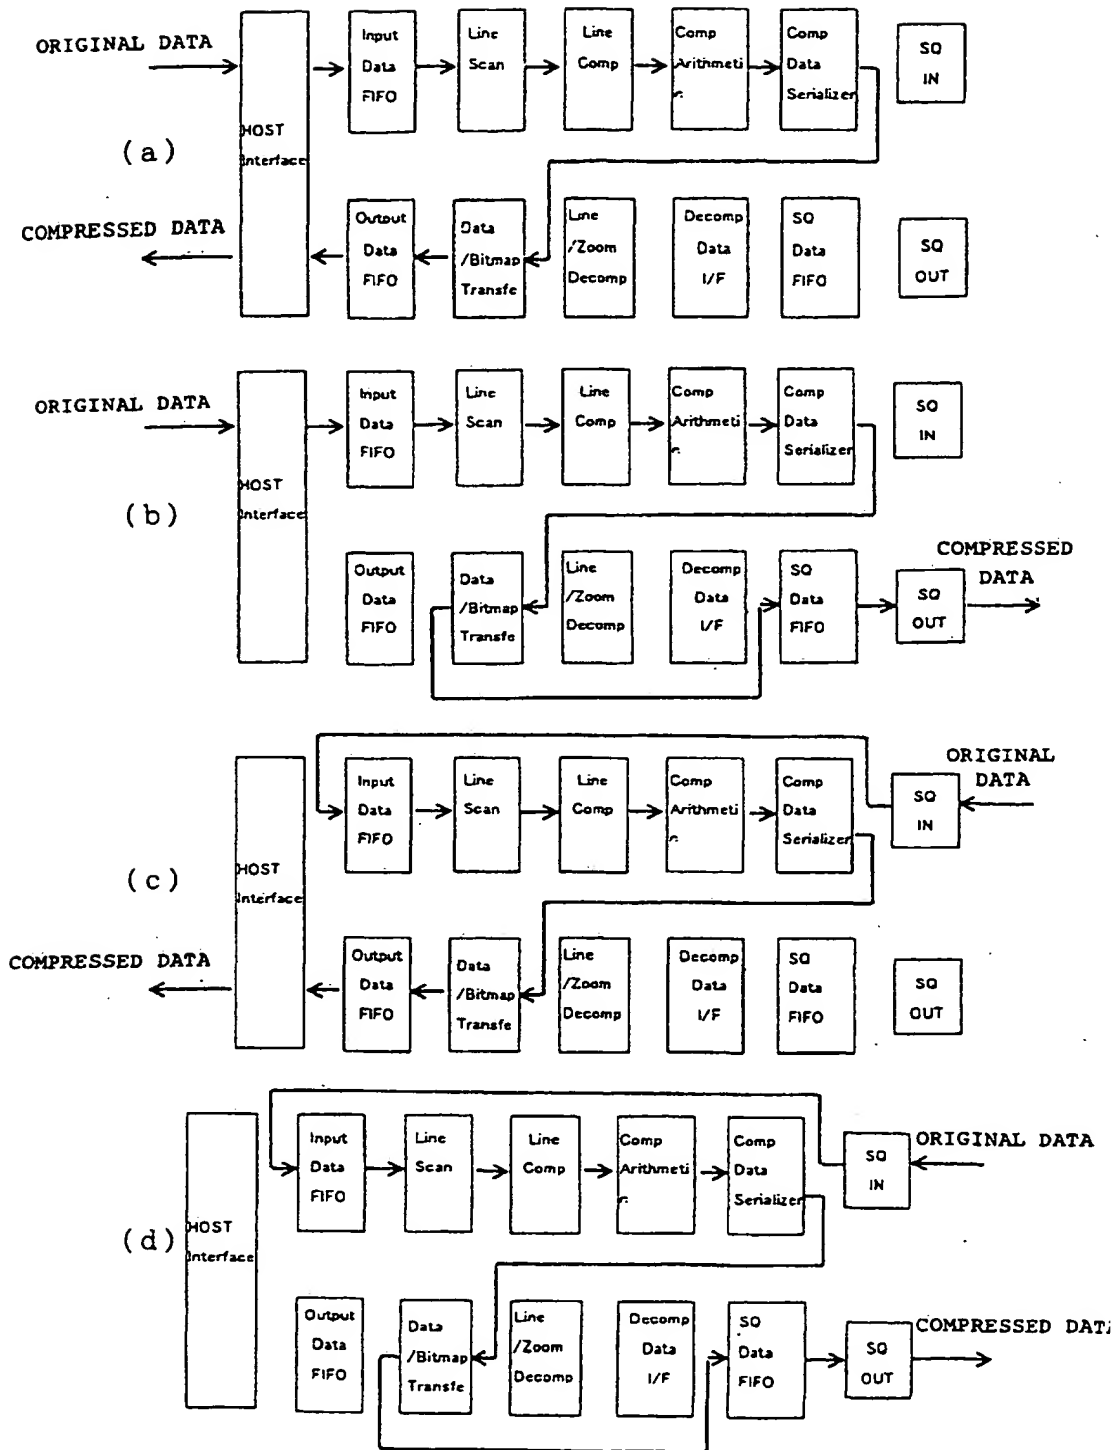 ORIGINAL DATA
Input Data FIFO
Line Scan
Line Comp
Comp Arithmeti c
Comp Data Serializer
SQ IN
(a)
HOST Interface
COMPRESSED DATA
Output Data FIFO
Data /Bitmap Transfe
Line /Zoom Decomp
Decomp Data I/F
SQ Data FIFO
SQ OUT
ORIGINAL DATA
Input Data FIFO
Line Scan
Line Comp
Comp Arithmeti c
Comp Data Serializer
SQ IN
(b)
HOST Interface
Output Data FIFO
Data /Bitmap Transfe
Line /Zoom Decomp
Decomp Data I/F
SQ Data FIFO
SQ OUT
COMPRESSED DATA
ORIGINAL DATA
Input Data FIFO
Line Scan
Line Comp
Comp Arithmeti c
Comp Data Serializer
SQ IN
(c)
HOST Interface
COMPRESSED DATA
Output Data FIFO
Data /Bitmap Transfe
Line /Zoom Decomp
Decomp Data I/F
SQ Data FIFO
SQ OUT
Input Data FIFO
Line Scan
Line Comp
Comp Arithmeti c
Comp Data Serializer
SQ IN
ORIGINAL DATA
(d)
HOST Interface
Output Data FIFO
Data /Bitmap Transfe
Line /Zoom Decomp
Decomp Data I/F
SQ Data FIFO
SQ OUT
COMPRESSED DATA